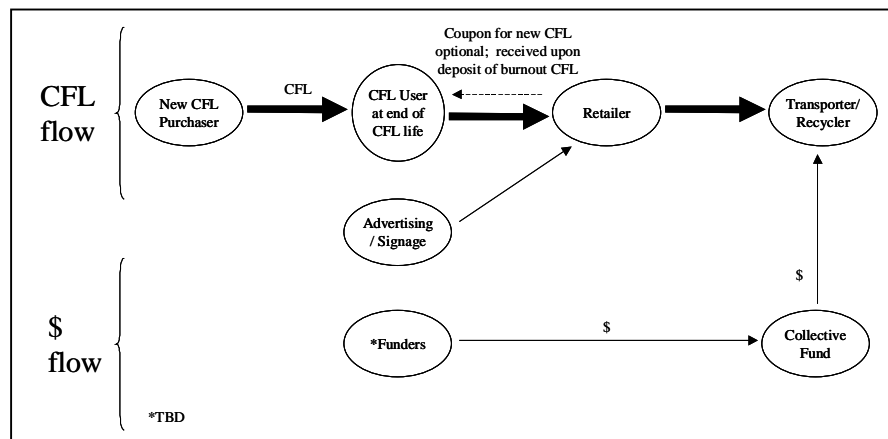 Coupon for new CFL
optional; received upon
deposit of burnout CFL
CFL
flow
New CFL
Purchaser
CFL
CFL User
at end of
CFL life
Retailer
Transporter/
Recycler
Advertising
/ Signage
$
$
flow
*Funders
$
Collective
Fund
*TBD